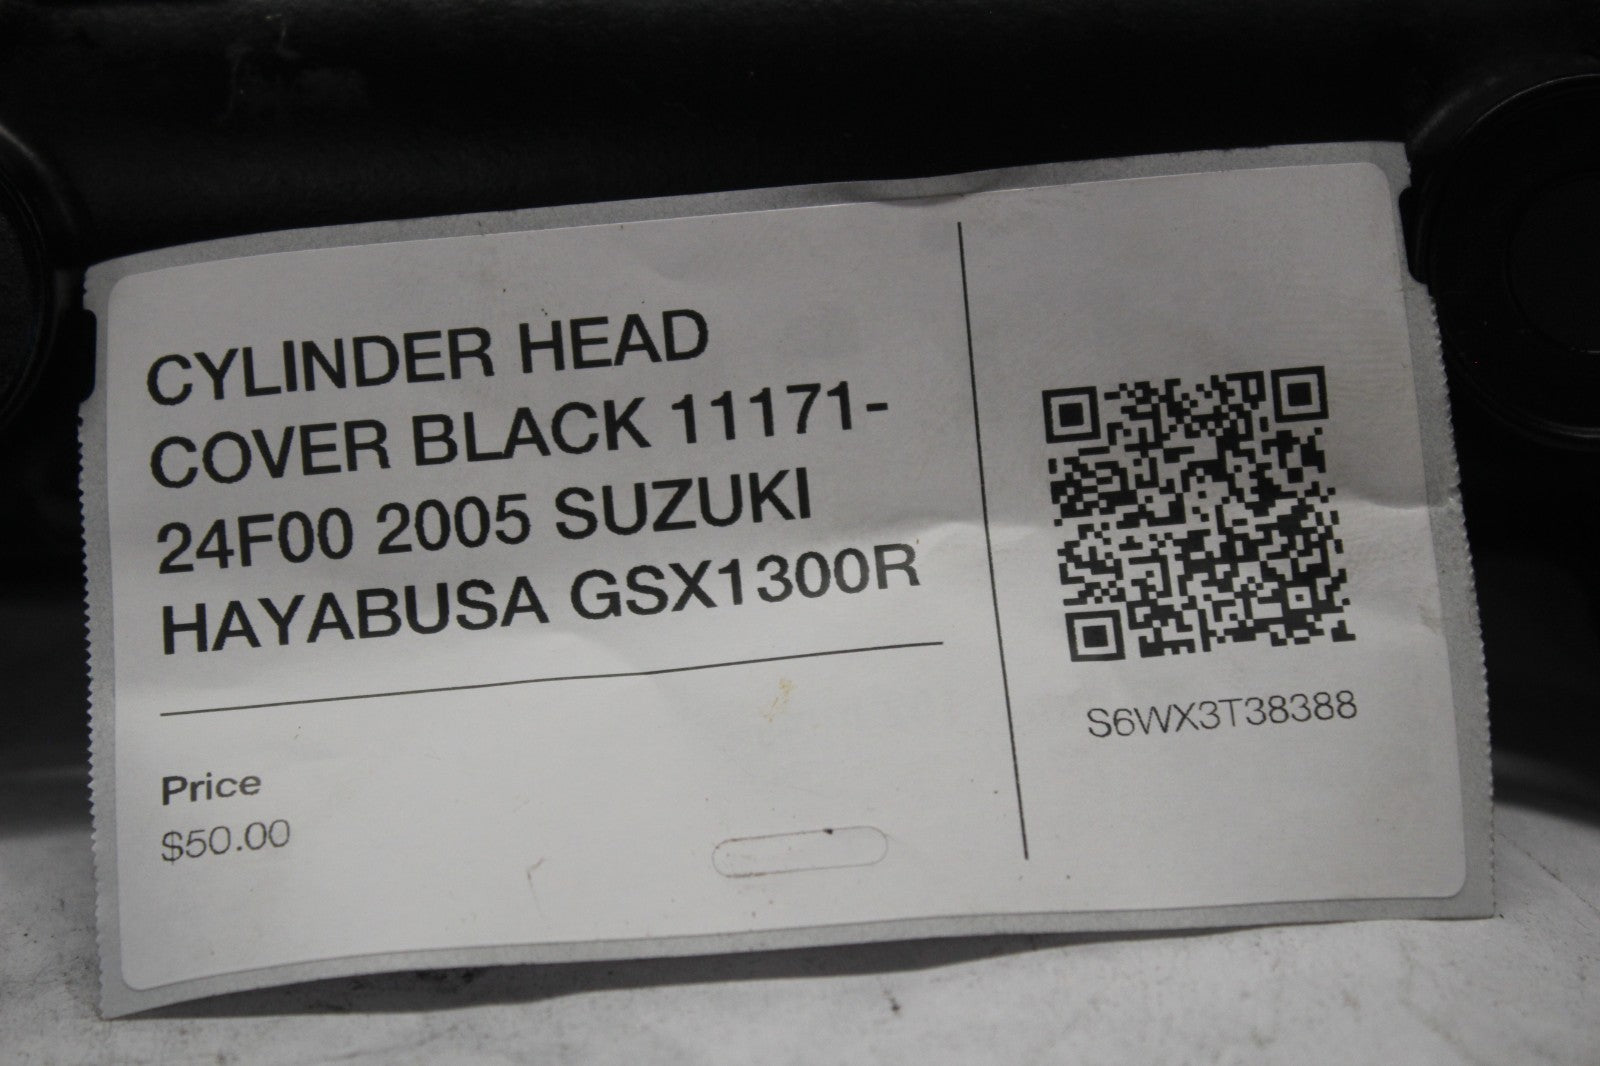 CYLINDER HEAD
COVER BLACK 11171-
24F00 2005 SUZUKI
HAYABUSA GSX1300R
Price
$50.00
S6WX3T38388